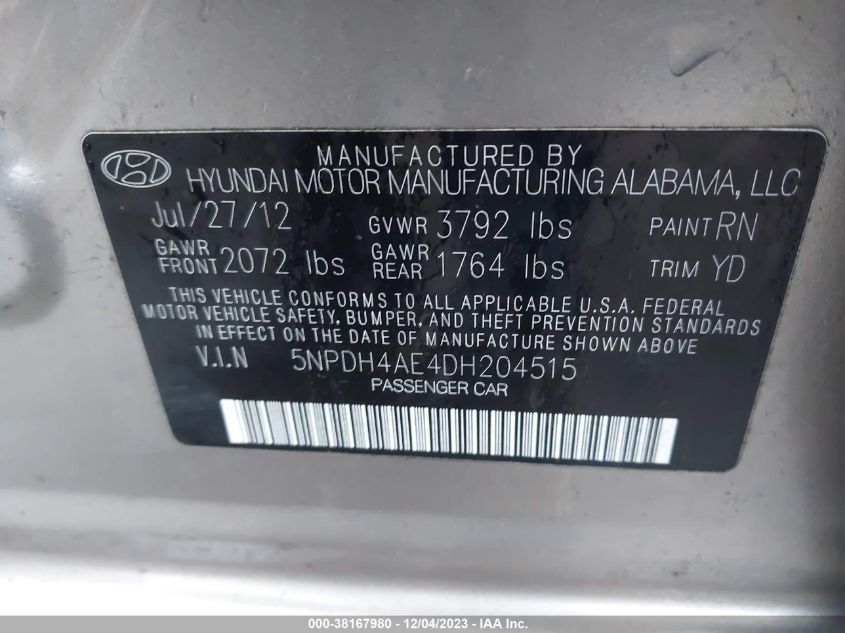 MANUFACTURED BY
HYUNDAI MOTOR MANUFACTURING ALABAMA, LLC
Jul/27/12 GVWR 3792 lbs PAINT RN
GAWR FRONT 2072 lbs GAWR REAR 1764 lbs TRIM YD
THIS VEHICLE CONFORMS TO ALL APPLICABLE U.S.A. FEDERAL
MOTOR VEHICLE SAFETY, BUMPER, AND THEFT PREVENTION STANDARDS
IN EFFECT ON THE DATE OF MANUFACTURE SHOWN ABOVE.
V.I.N 5NPDH4AE4DH204515
PASSENGER CAR
000-38167980 - 12/04/2023 - IAA Inc.